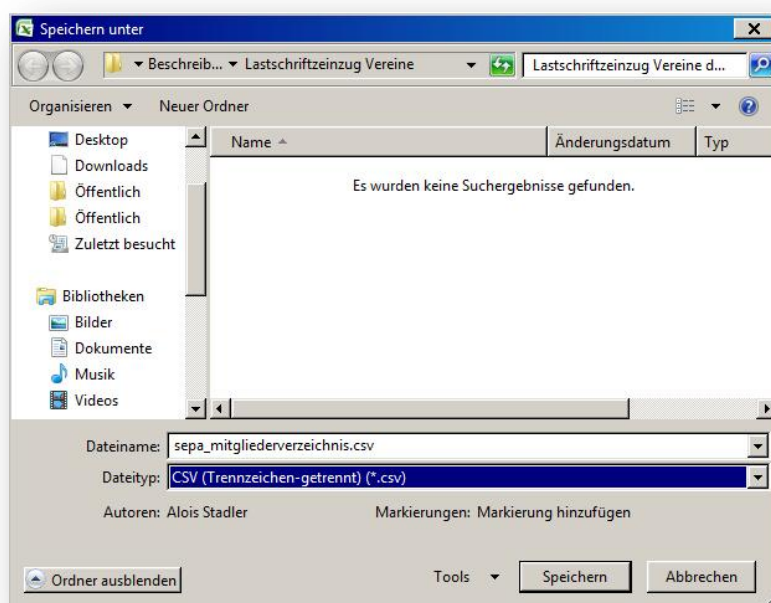 Speichern unter
Beschreib... Lastschrifteinzug Vereine
Lastschrifteinzug Vereine d...
Organisieren Neuer Ordner
Desktop
Downloads
Öffentlich
Öffentlich
Zuletzt besucht
Bibliotheken
Bilder
Dokumente
Musik
Videos
Name Änderungsdatum Typ
Es wurden keine Suchergebnisse gefunden.
Dateiname: sepa_mitgliederverzeichnis.csv
Dateityp: CSV (Trennzeichen-getrennt) (*.csv)
Autoren: Alois Stadler Markierungen: Markierung hinzufügen
Ordner ausblenden Tools Speichern Abbrechen